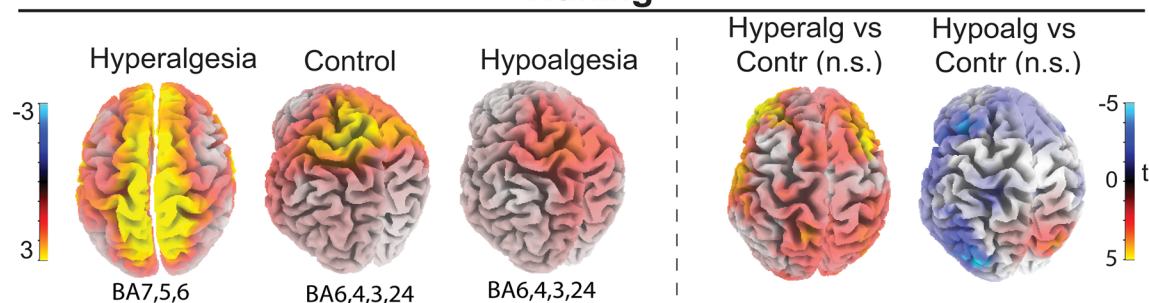 Hyperalgesia
Control
Hypoalgesia
Hyperalg vs
Contr (n.s.)
Hypoalg vs
Contr (n.s.)
-3
3
-5
0
t
5
BA7,5,6
BA6,4,3,24
BA6,4,3,24